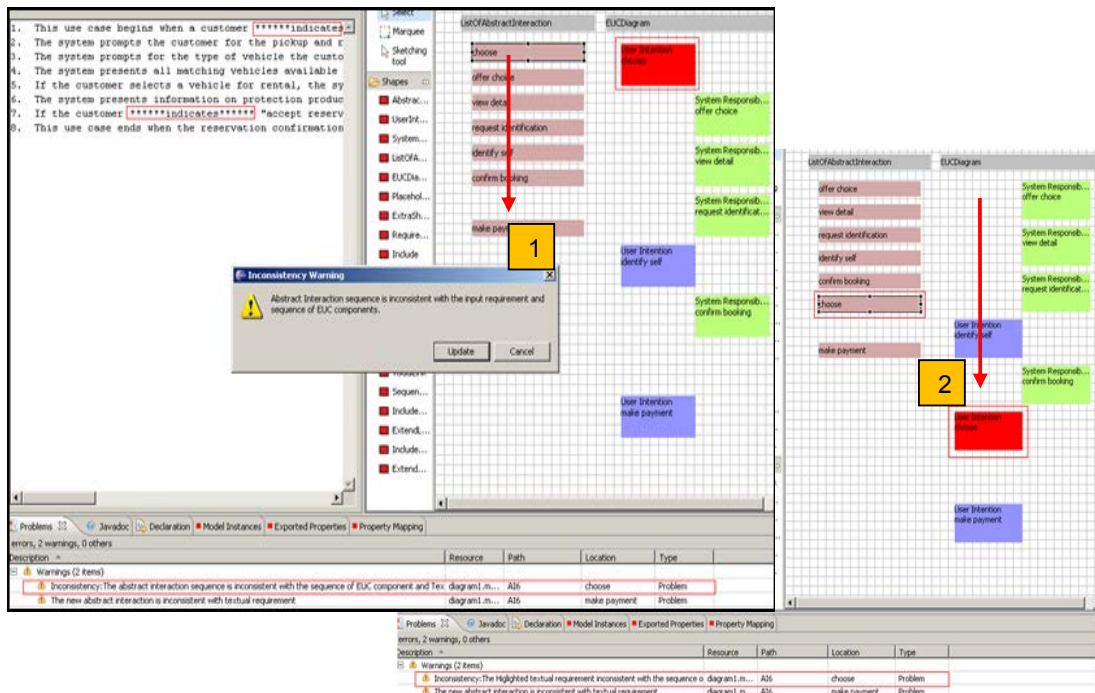 1. This use case begins when a customer ******indicates
2. The system prompts the customer for the pickup and r
3. The system prompts for the type of vehicle the custo
4. The system presents all matching vehicles available
5. If the customer selects a vehicle for rental, the sy
6. The system presents information on protection produc
7. If the customer ******indicates****** "accept reserv
8. This use case ends when the reservation confirmation
Select
Marquee
Sketching
tool
Shapes
Abstrac...
UserInt...
System...
ListOfA...
EUCDia...
Placehol...
ExtraSh...
Require...
Include
Sequen...
Include...
ExtendL...
Include...
Extend...
ListOfAbstractInteraction
EUCDiagram
choose
offer choice
view detail
request identification
identify self
confirm booking
make pay
User Intention
choose
System Responsib...
offer choice
System Responsib...
view detail
System Responsib...
request identificat...
User Intention
identify self
System Responsib...
confirm booking
User Intention
make payment
1
Inconsistency Warning
Abstract Interaction sequence is inconsistent with the input requirement and
sequence of EUC components.
Update
Cancel
Problems
Javadoc
Declaration
Model Instances
Exported Properties
Property Mapping
errors, 2 warnings, 0 others
Description
Resource
Path
Location
Type
Warnings (2 items)
Inconsistency:The abstract interaction sequence is inconsistent with the sequence of EUC component and Tex
diagram1.m...
AI6
choose
Problem
The new abstract interaction is inconsistent with textual requirement
diagram1.m...
AI6
make payment
Problem
ListOfAbstractInteraction
EUCDiagram
offer choice
view detail
request identification
identify self
confirm booking
choose
make payment
System Responsib...
offer choice
System Responsib...
view detail
System Responsib...
request identificat...
User Intention
identify self
System Responsib...
confirm booking
2
User Intention
choose
User Intention
make payment
Problems
Javadoc
Declaration
Model Instances
Exported Properties
Property Mapping
errors, 2 warnings, 0 others
Description
Resource
Path
Location
Type
Warnings (2 items)
Inconsistency:The Higlighted textual requirement inconsistent with the sequence o
diagram1.m...
AI6
choose
Problem
The new abstract interaction is inconsistent with textual requirement
diagram1.m...
AI6
make payment
Problem